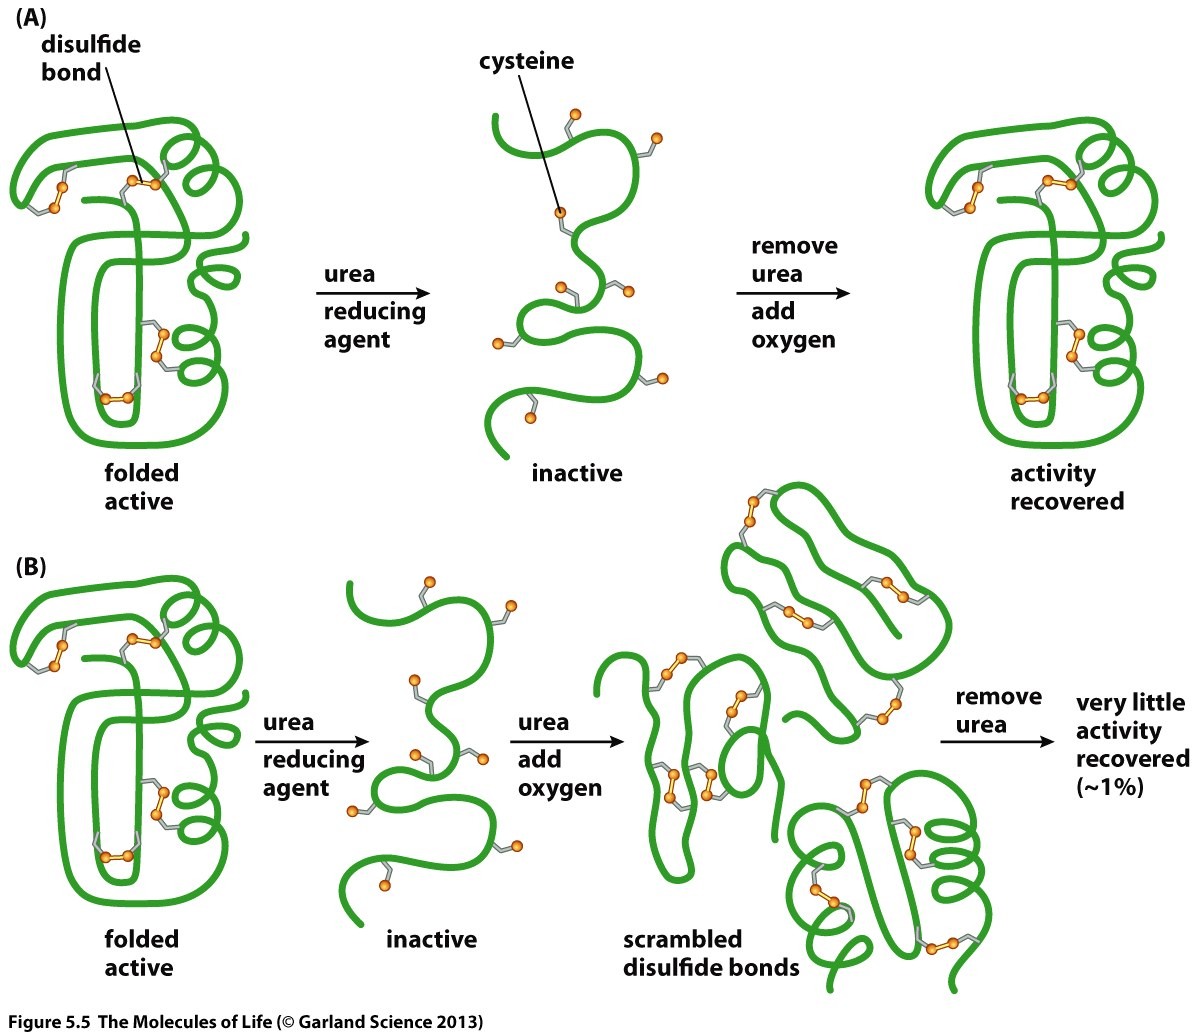 (A)
disulfide
bond
cysteine
urea
reducing
agent
remove
urea
add
oxygen
folded
active
inactive
activity
recovered
(B)
urea
reducing
agent
urea
add
oxygen
remove
urea
very little
activity
recovered
(~1%)
folded
active
inactive
scrambled
disulfide bonds
Figure 5.5 The Molecules of Life (© Garland Science 2013)